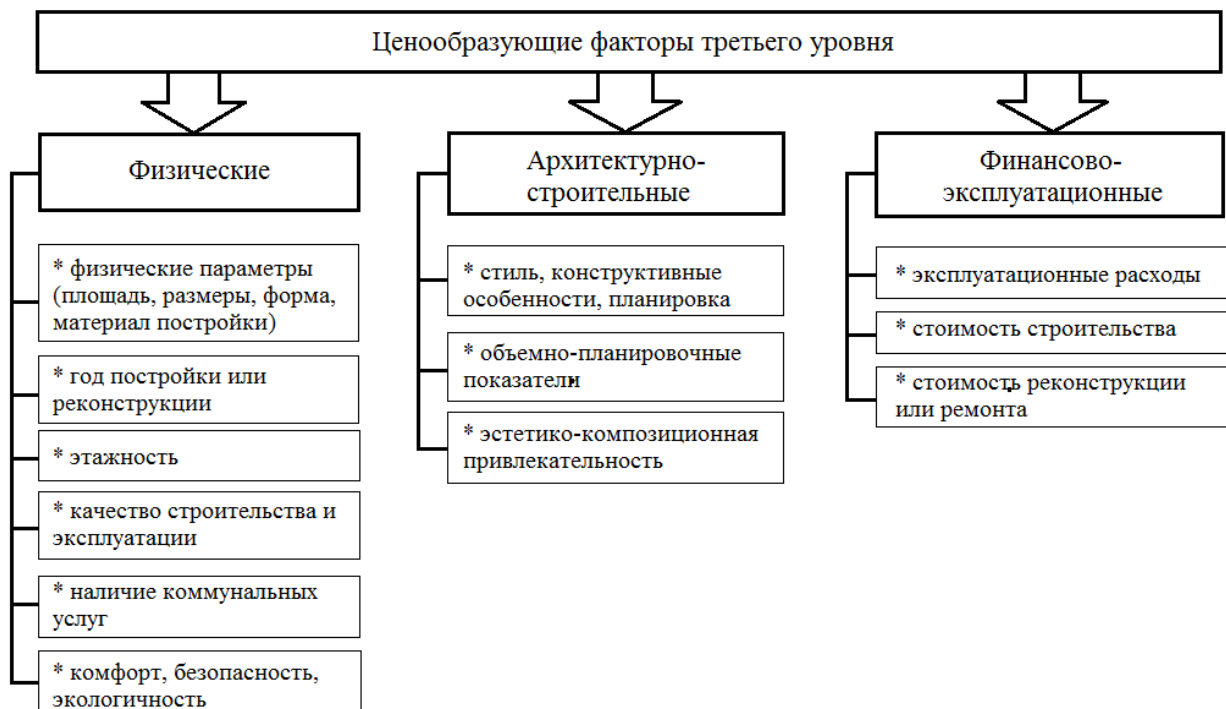 Ценообразующие факторы третьего уровня
Физические
* физические параметры
(площадь, размеры, форма,
материал постройки)
* год постройки или
реконструкции
* этажность
* качество строительства и
эксплуатации
* наличие коммунальных
услуг
* комфорт, безопасность,
экологичность
Архитектурно-
строительные
* стиль, конструктивные
особенности, планировка
* объемно-планировочные
показатели
* эстетико-композиционная
привлекательность
Финансово-
эксплуатационные
* эксплуатационные расходы
* стоимость строительства
* стоимость реконструкции
или ремонта